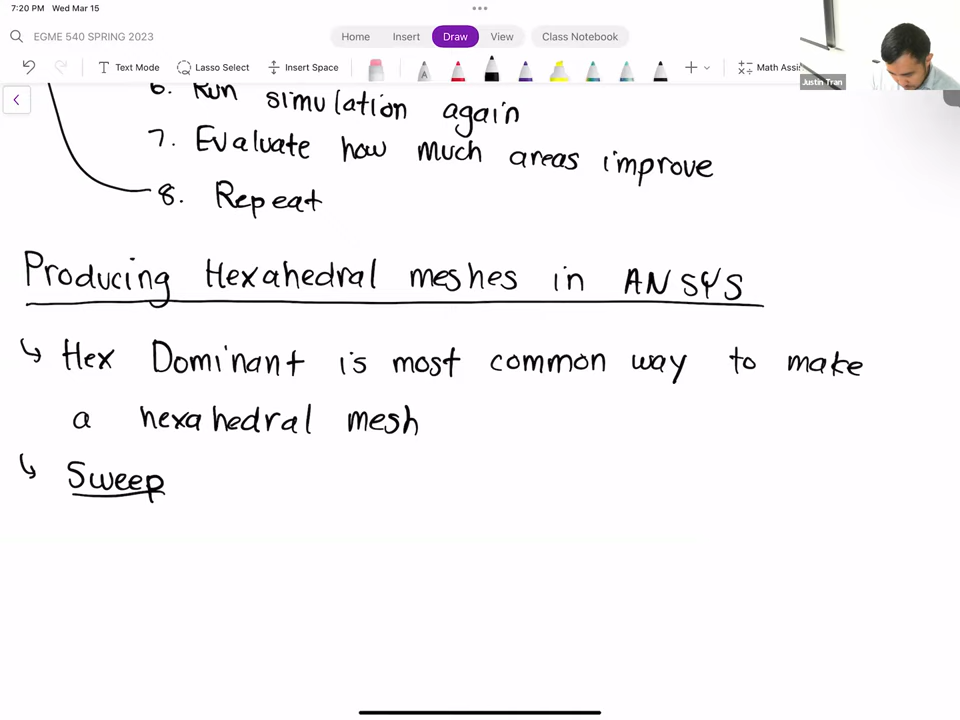 7:20 PM Wed Mar 15
EGME 540 SPRING 2023
Home Insert Draw View Class Notebook
Text Mode Lasso Select Insert Space A Math Assis
Justin Tran
6. Run simulation again
7. Evaluate how much areas improve
8. Repeat
Producing Hexahedral meshes in ANSYS
↳ Hex Dominant is most common way to make
a hexahedral mesh
↳ Sweep